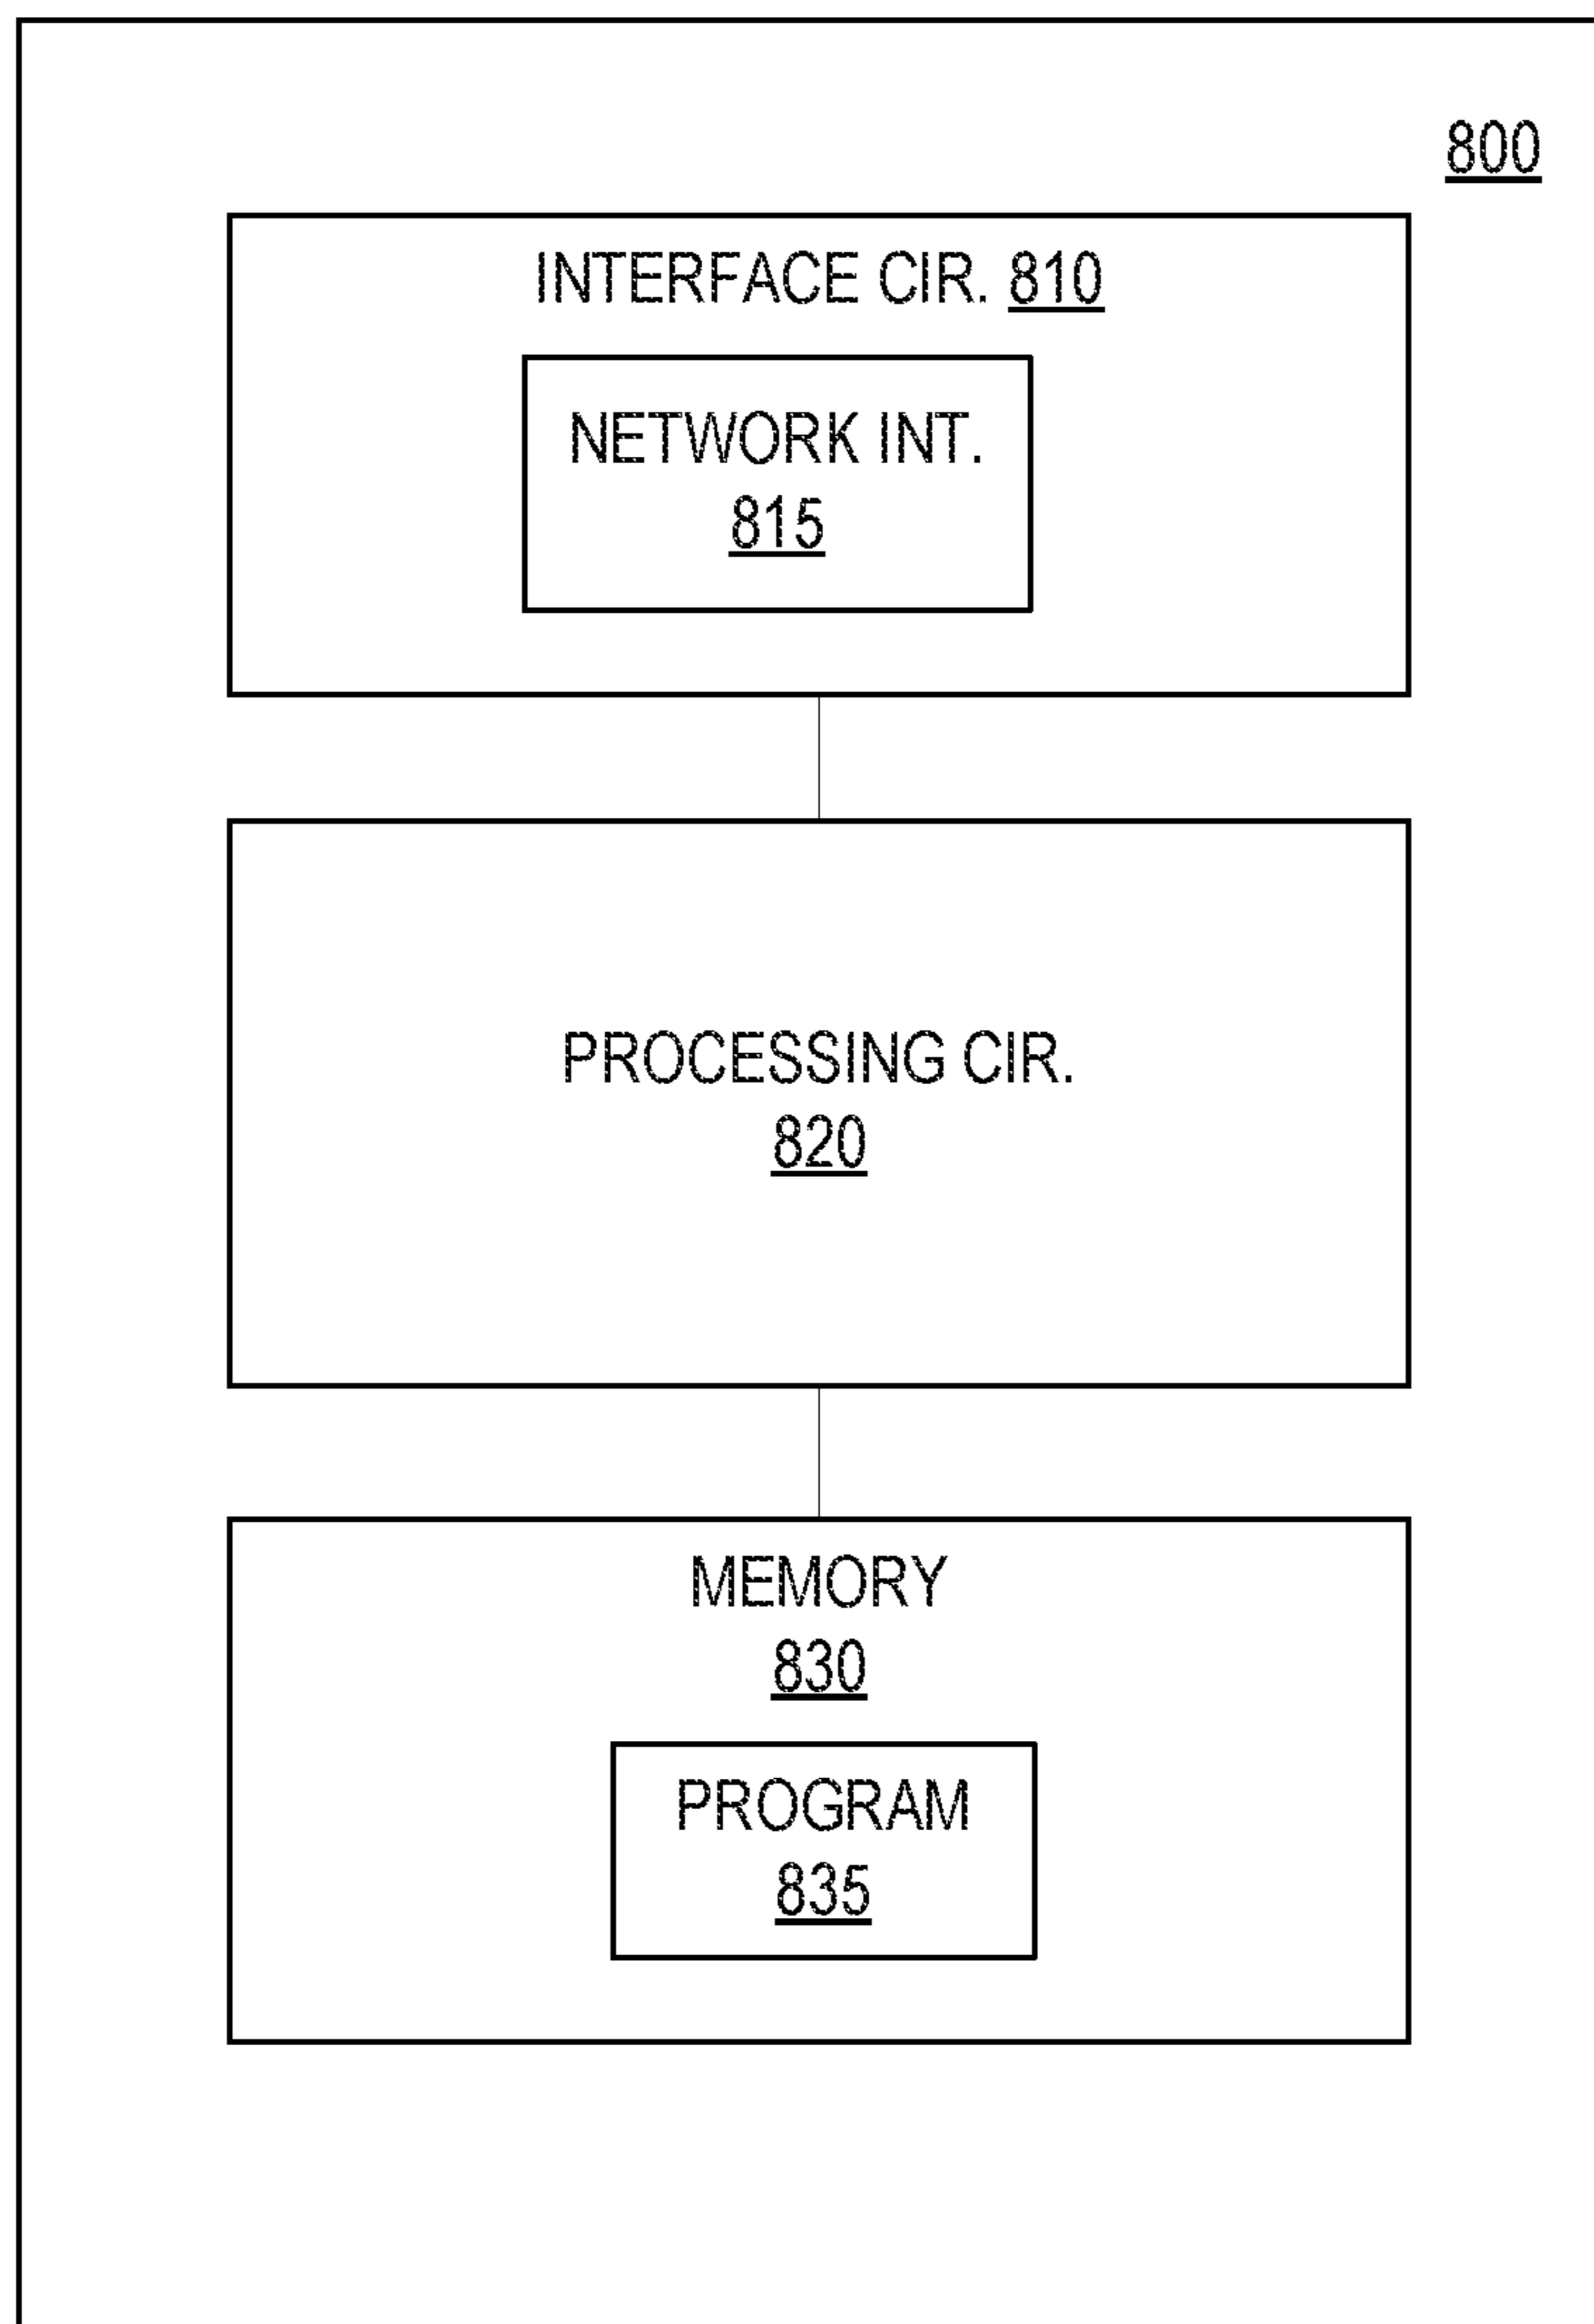 800
INTERFACE CIR. 810
NETWORK INT.
815
PROCESSING CIR.
820
MEMORY
830
PROGRAM
835